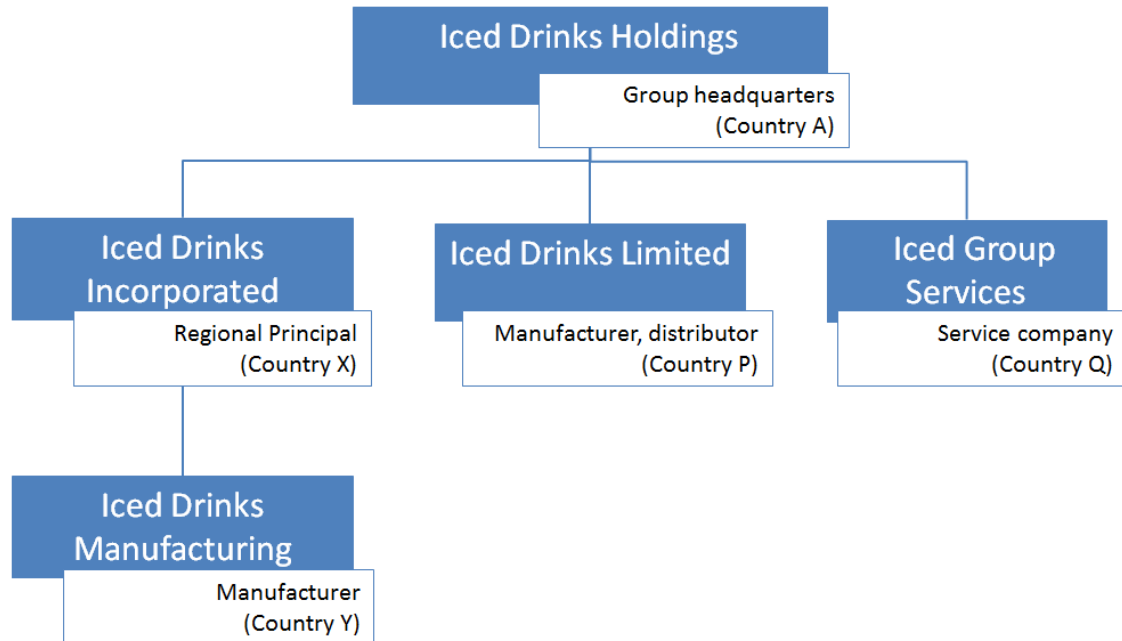 Iced Drinks Holdings
Group headquarters
(Country A)
Iced Drinks
Incorporated
Regional Principal
(Country X)
Iced Drinks Limited
Manufacturer, distributor
(Country P)
Iced Group
Services
Service company
(Country Q)
Iced Drinks
Manufacturing
Manufacturer
(Country Y)